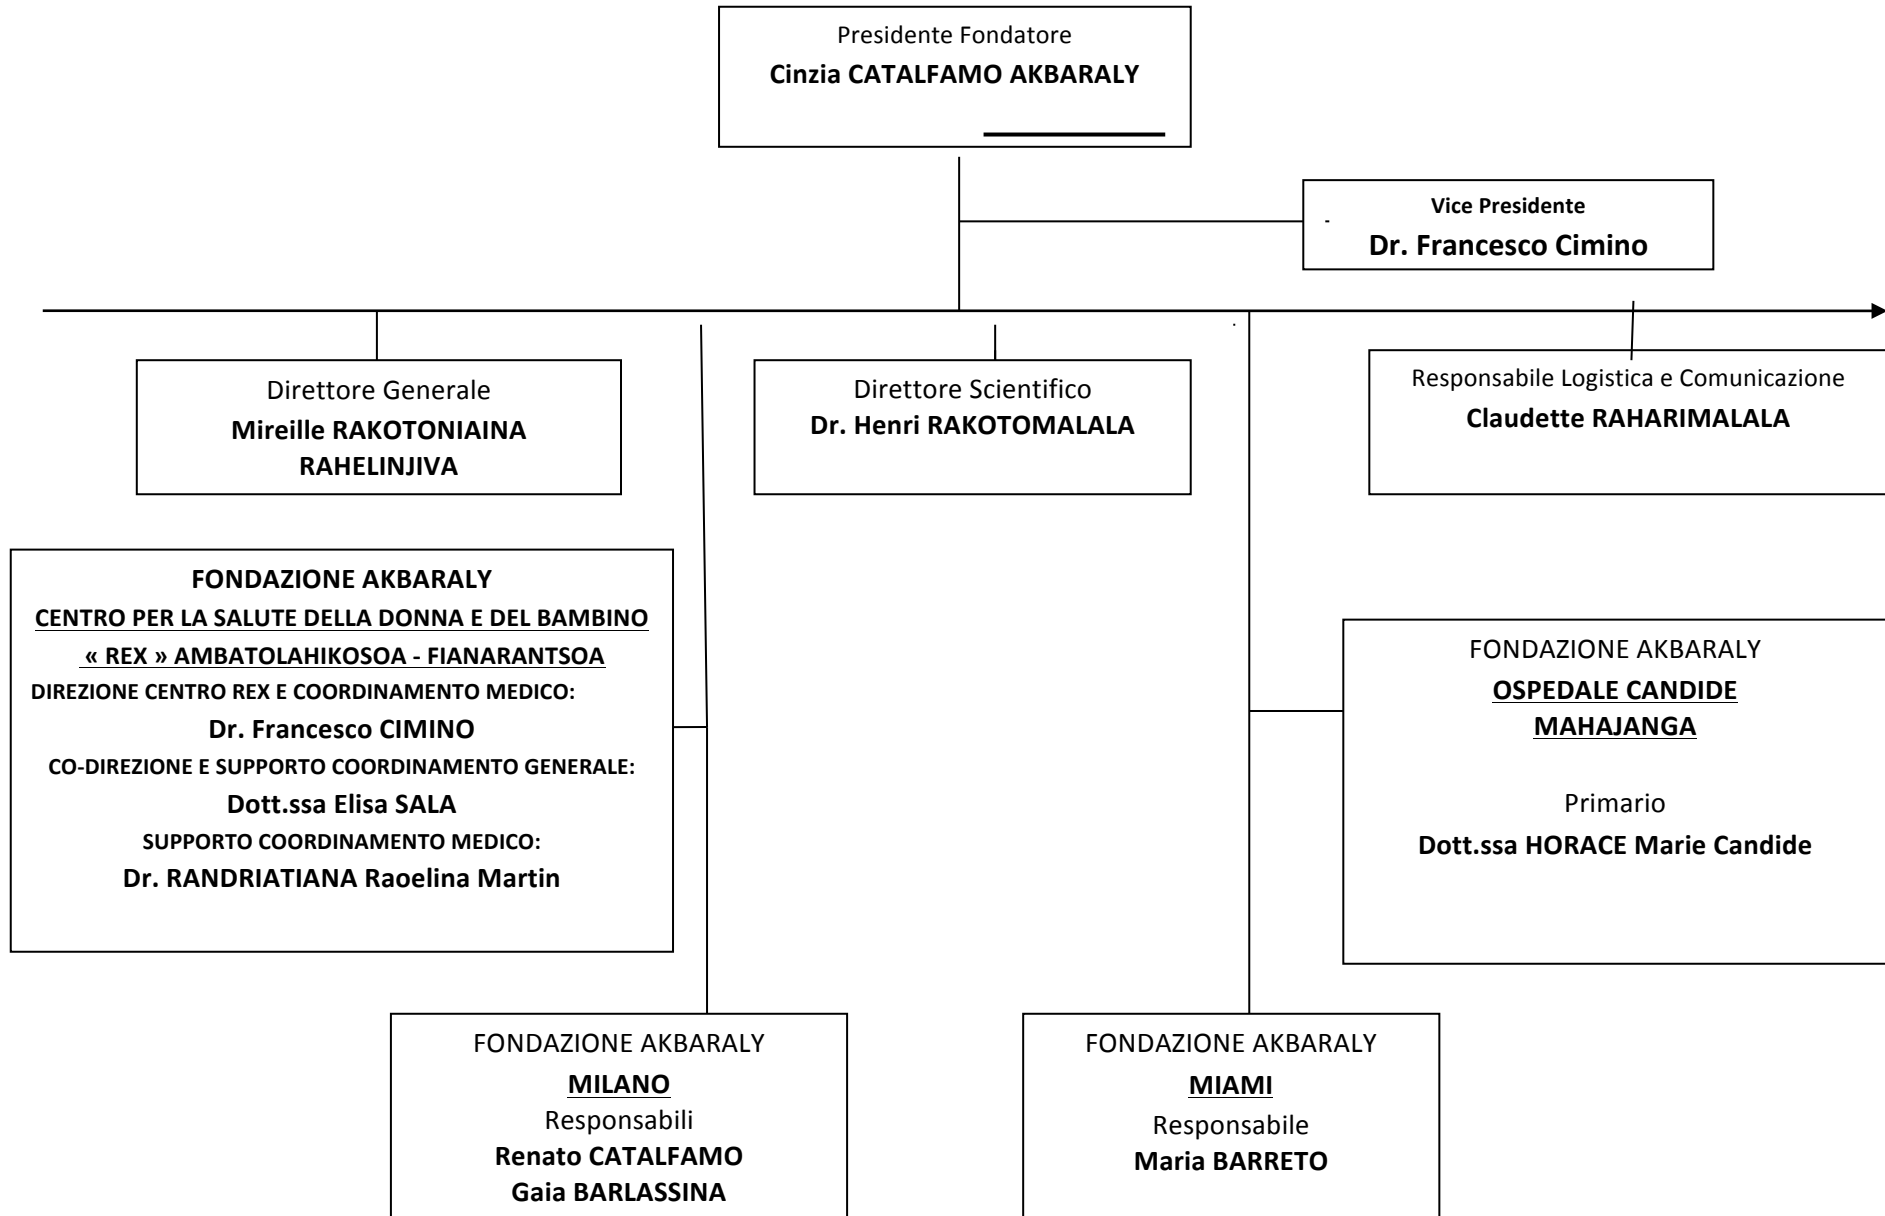 Presidente Fondatore
Cinzia CATALFAMO AKBARALY
Vice Presidente
Dr. Francesco Cimino
Direttore Generale
Mireille RAKOTONIAINA
RAHELINJIVA
Direttore Scientifico
Dr. Henri RAKOTOMALALA
Responsabile Logistica e Comunicazione
Claudette RAHARIMALALA
FONDAZIONE AKBARALY
CENTRO PER LA SALUTE DELLA DONNA E DEL BAMBINO
« REX » AMBATOLAHIKOSOA - FIANARANTSOA
DIREZIONE CENTRO REX E COORDINAMENTO MEDICO:
Dr. Francesco CIMINO
CO-DIREZIONE E SUPPORTO COORDINAMENTO GENERALE:
Dott.ssa Elisa SALA
SUPPORTO COORDINAMENTO MEDICO:
Dr. RANDRIATIANA Raoelina Martin
FONDAZIONE AKBARALY
OSPEDALE CANDIDE
MAHAJANGA
Primario
Dott.ssa HORACE Marie Candide
FONDAZIONE AKBARALY
MILANO
Responsabili
Renato CATALFAMO
Gaia BARLASSINA
FONDAZIONE AKBARALY
MIAMI
Responsabile
Maria BARRETO